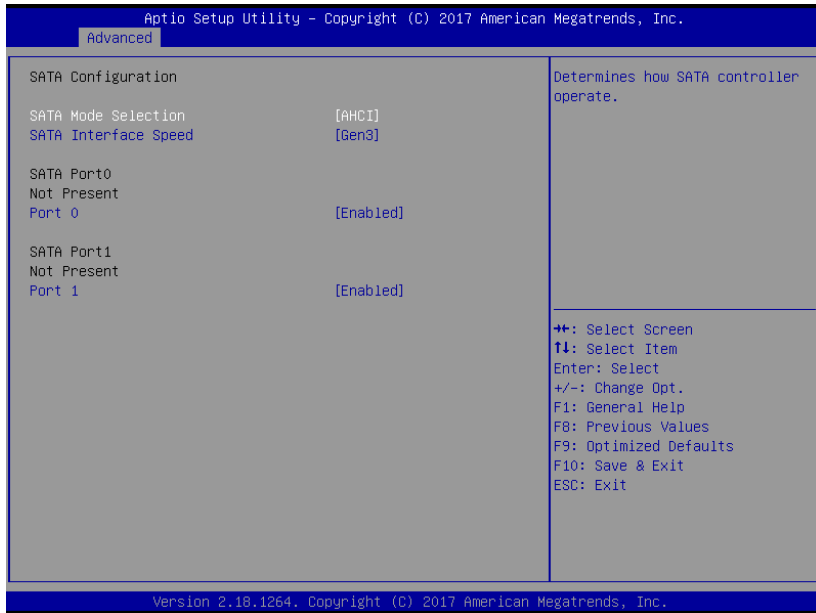 Aptio Setup Utility – Copyright (C) 2017 American Megatrends, Inc.
Advanced
SATA Configuration
SATA Mode Selection [AHCI]
SATA Interface Speed [Gen3]
SATA Port0
Not Present
Port 0 [Enabled]
SATA Port1
Not Present
Port 1 [Enabled]
Determines how SATA controller
operate.
→←: Select Screen
↑↓: Select Item
Enter: Select
+/-: Change Opt.
F1: General Help
F8: Previous Values
F9: Optimized Defaults
F10: Save & Exit
ESC: Exit
Version 2.18.1264. Copyright (C) 2017 American Megatrends, Inc.